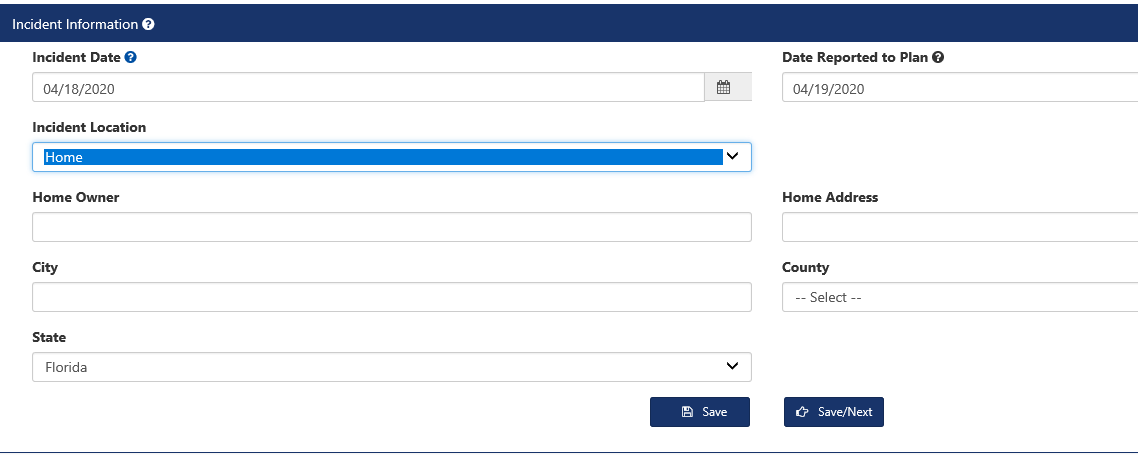 Incident Information
Incident Date
Date Reported to Plan
04/18/2020
04/19/2020
Incident Location
Home
Home Owner
Home Address
City
County
-- Select --
State
Florida
Save
Save/Next